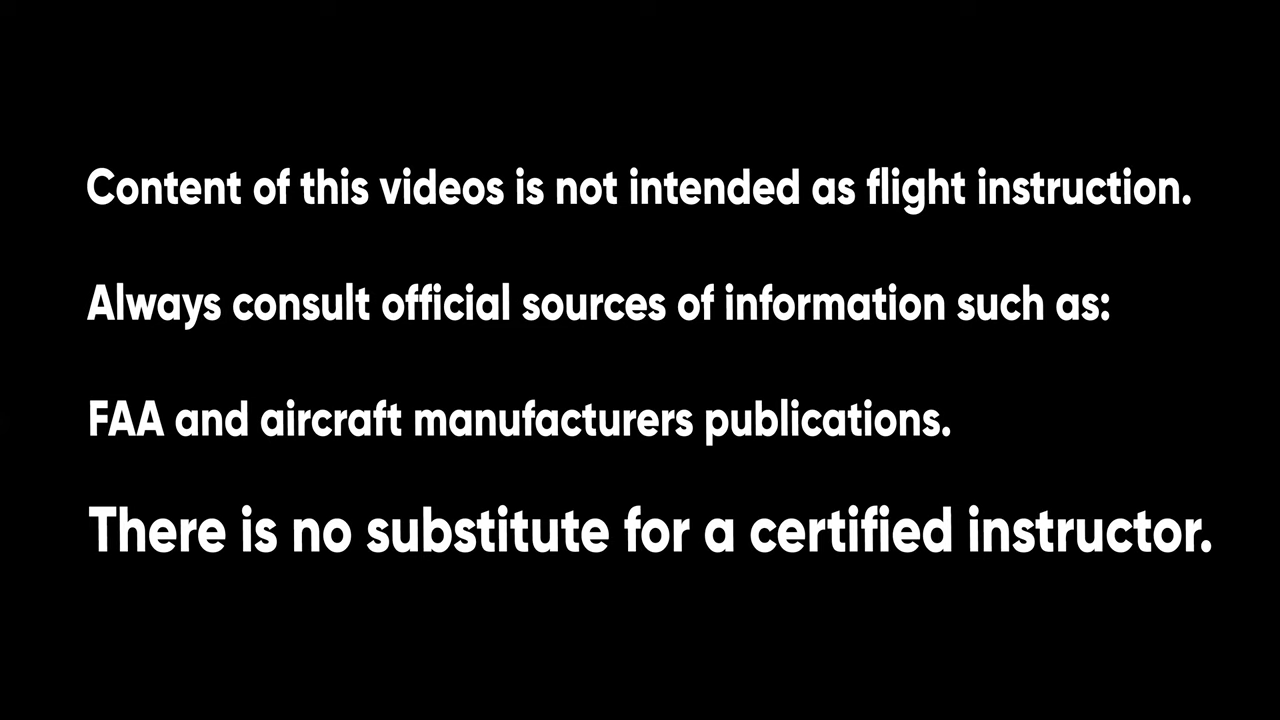 Content of this videos is not intended as flight instruction.
Always consult official sources of information such as:
FAA and aircraft manufacturers publications.
There is no substitute for a certified instructor.